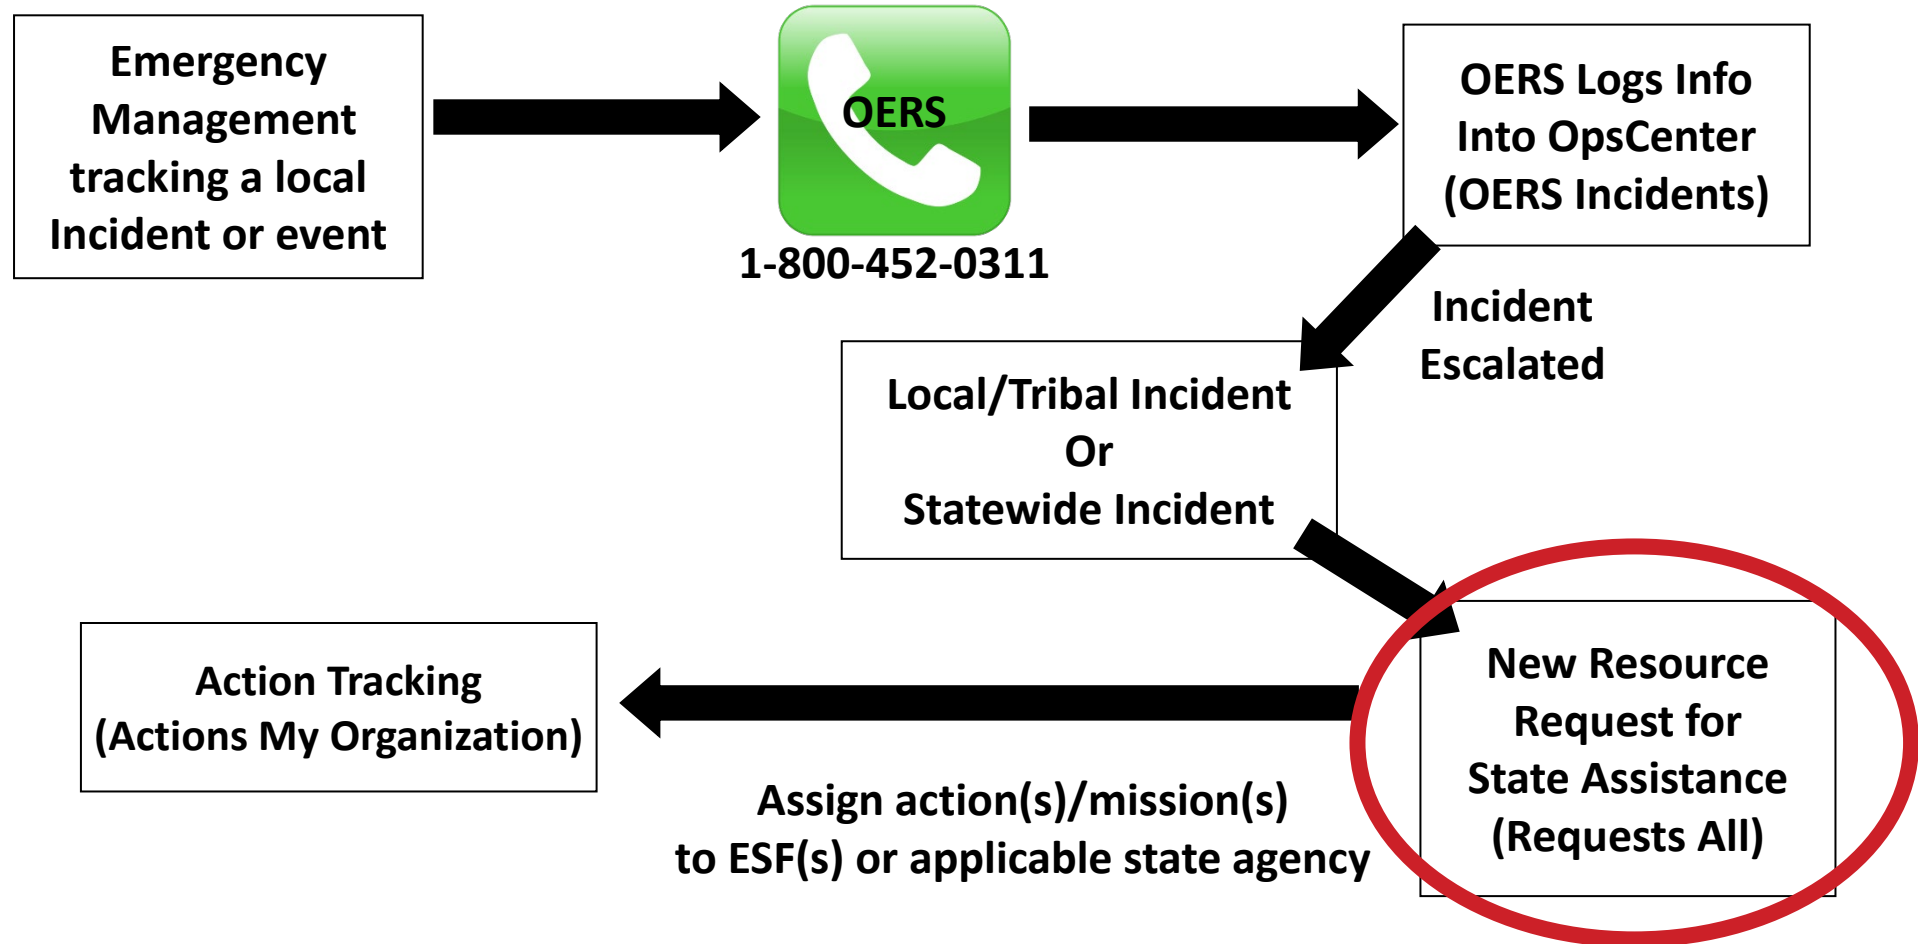 Emergency
Management
tracking a local
Incident or event
OERS
1-800-452-0311
OERS Logs Info
Into OpsCenter
(OERS Incidents)
Incident
Escalated
Local/Tribal Incident
Or
Statewide Incident
New Resource
Request for
State Assistance
(Requests All)
Assign action(s)/mission(s)
to ESF(s) or applicable state agency
Action Tracking
(Actions My Organization)